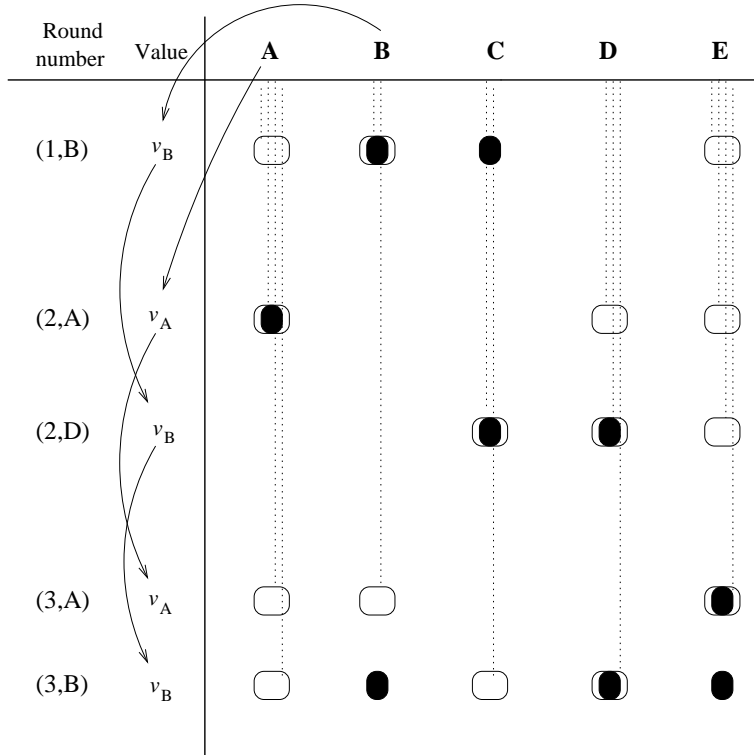 Round number Value A B C D E
(1,B) vB
(2,A) vA
(2,D) vB
(3,A) vA
(3,B) vB